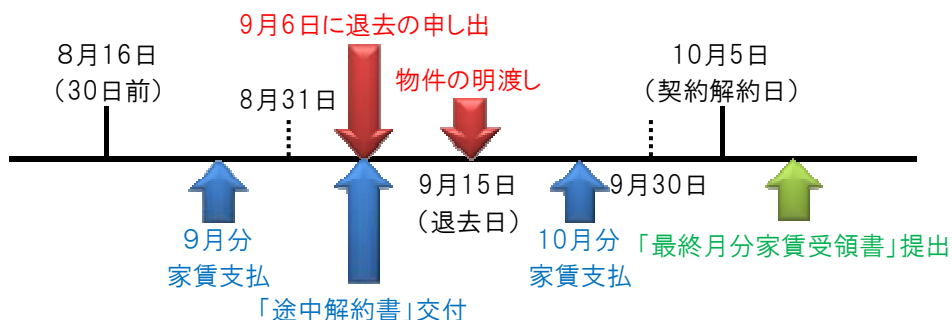 9月6日に退去の申し出
8月16日
(30日前)
8月31日
物件の明渡し
10月5日
(契約解約日)
9月15日
(退去日)
9月30日
9月分
家賃支払
10月分
家賃支払
「最終月分家賃受領書」提出
「途中解約書」交付